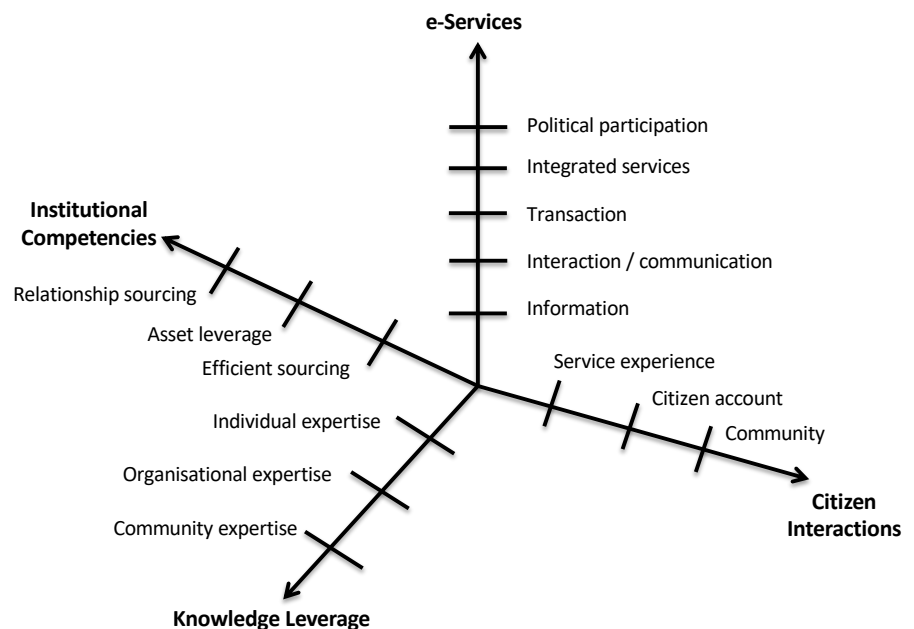 e-Services
Political participation
Integrated services
Transaction
Interaction / communication
Information
Institutional
Competencies
Relationship sourcing
Asset leverage
Efficient sourcing
Service experience
Citizen account
Community
Citizen
Interactions
Individual expertise
Organisational expertise
Community expertise
Knowledge Leverage